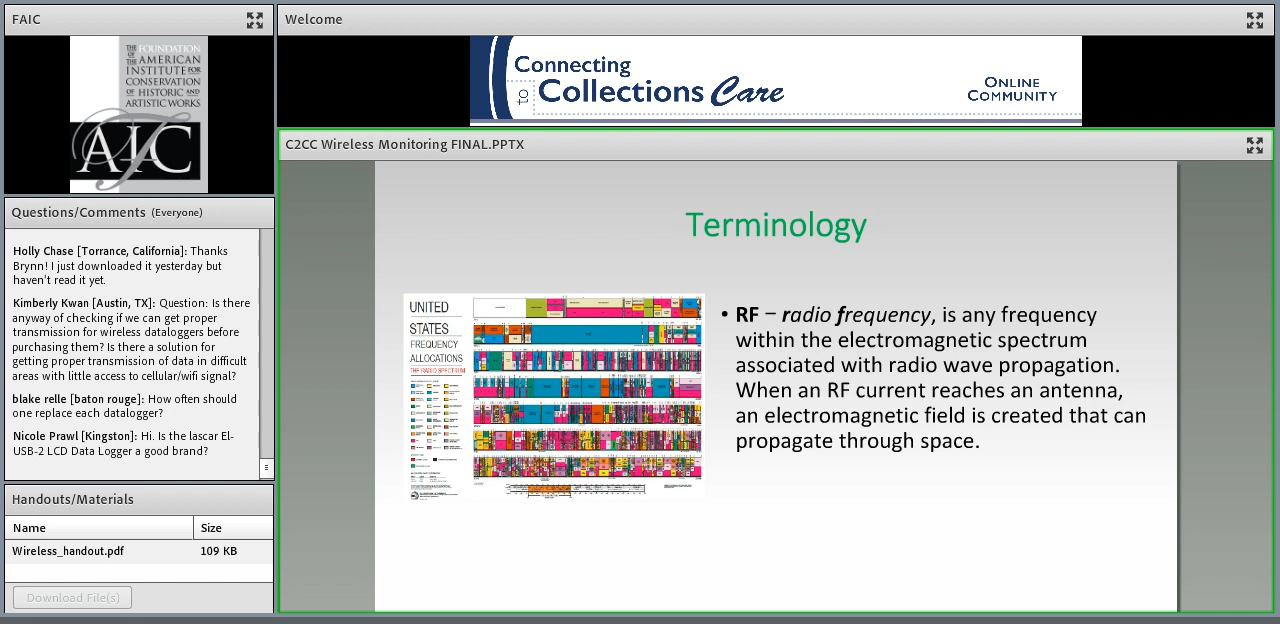 FAIC
THE FOUNDATION
OF THE AMERICAN
INSTITUTE FOR
CONSERVATION
OF HISTORIC AND
ARTISTIC WORKS
AIC
Welcome
Connecting
to Collections Care
ONLINE
COMMUNITY
Questions/Comments (Everyone)
Holly Chase [Torrance, California]: Thanks
Brynn! I just downloaded it yesterday but
haven't read it yet.
Kimberly Kwan [Austin, TX]: Question: Is there
anyway of checking if we can get proper
transmission for wireless dataloggers before
purchasing them? Is there a solution for
getting proper transmission of data in difficult
areas with little access to cellular/wifi signal?
blake relle [baton rouge]: How often should
one replace each datalogger?
Nicole Prawl [Kingston]: Hi. Is the lascar El-
USB-2 LCD Data Logger a good brand?
Handouts/Materials
Name Size
Wireless_handout.pdf 109 KB
Download File(s)
C2CC Wireless Monitoring FINAL.PPTX
Terminology
UNITED
STATES
FREQUENCY
ALLOCATIONS
THE RADIO SPECTRUM
• RF – radio frequency, is any frequency
within the electromagnetic spectrum
associated with radio wave propagation.
When an RF current reaches an antenna,
an electromagnetic field is created that can
propagate through space.